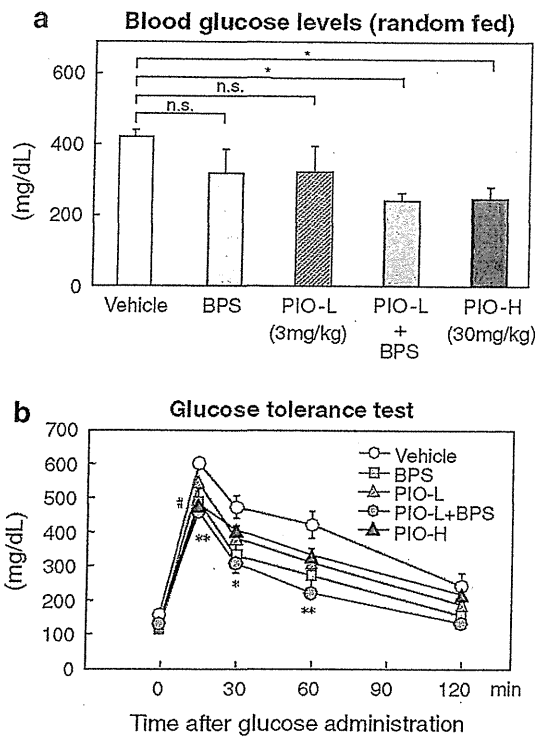 a
Blood glucose levels (random fed)
600
400
200
0
(mg/dL)
*
*
n.s.
n.s.
Vehicle
BPS
PIO-L
(3mg/kg)
PIO-L
+
BPS
PIO-H
(30mg/kg)
b
Glucose tolerance test
700
600
500
400
300
200
100
0
(mg/dL)
Vehicle
BPS
PIO-L
PIO-L+BPS
PIO-H
#
**
*
**
0 30 60 90 120 min
Time after glucose administration